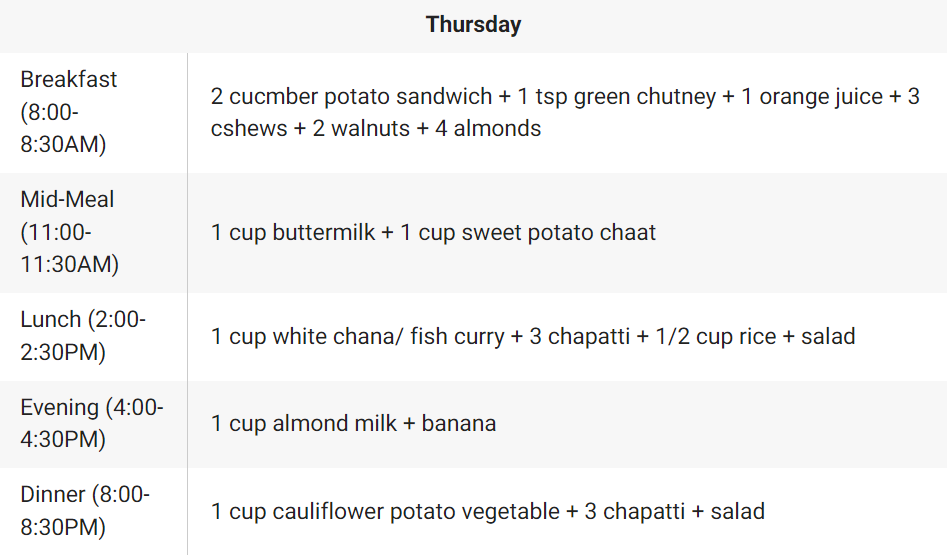 Thursday
Breakfast
(8:00-
8:30AM)
2 cucmber potato sandwich + 1 tsp green chutney + 1 orange juice + 3
cshews + 2 walnuts + 4 almonds
Mid-Meal
(11:00-
11:30AM)
1 cup buttermilk + 1 cup sweet potato chaat
Lunch (2:00-
2:30PM)
1 cup white chana/ fish curry + 3 chapatti + 1/2 cup rice + salad
Evening (4:00-
4:30PM)
1 cup almond milk + banana
Dinner (8:00-
8:30PM)
1 cup cauliflower potato vegetable + 3 chapatti + salad